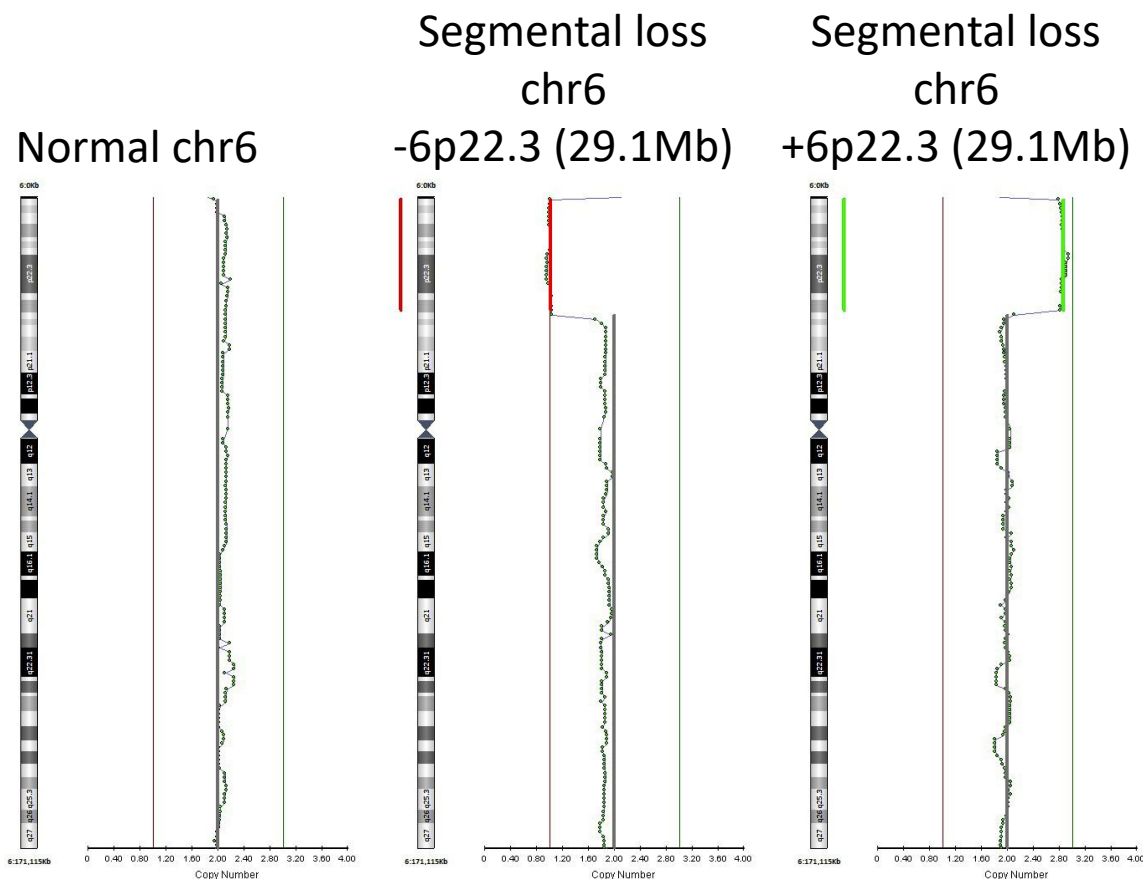 Normal chr6
Segmental loss
chr6
-6p22.3 (29.1Mb)
Segmental loss
chr6
+6p22.3 (29.1Mb)
6:0Kb
p22.3
p21.1
p12.3
q12
q13
q14.1
q15
q16.1
q21
q22.31
q25.3
q26
q27
6:171,115Kb
0 0.40 0.80 1.20 1.60 2.00 2.40 2.80 3.20 3.60 4.00
Copy Number
6:0Kb
p22.3
p21.1
p12.3
q12
q13
q14.1
q15
q16.1
q21
q22.31
q25.3
q26
q27
6:171,115Kb
0 0.40 0.80 1.20 1.60 2.00 2.40 2.80 3.20 3.60 4.00
Copy Number
6:0Kb
p22.3
p21.1
p12.3
q12
q13
q14.1
q15
q16.1
q21
q22.31
q25.3
q26
q27
6:171,115Kb
0 0.40 0.80 1.20 1.60 2.00 2.40 2.80 3.20 3.60 4.00
Copy Number